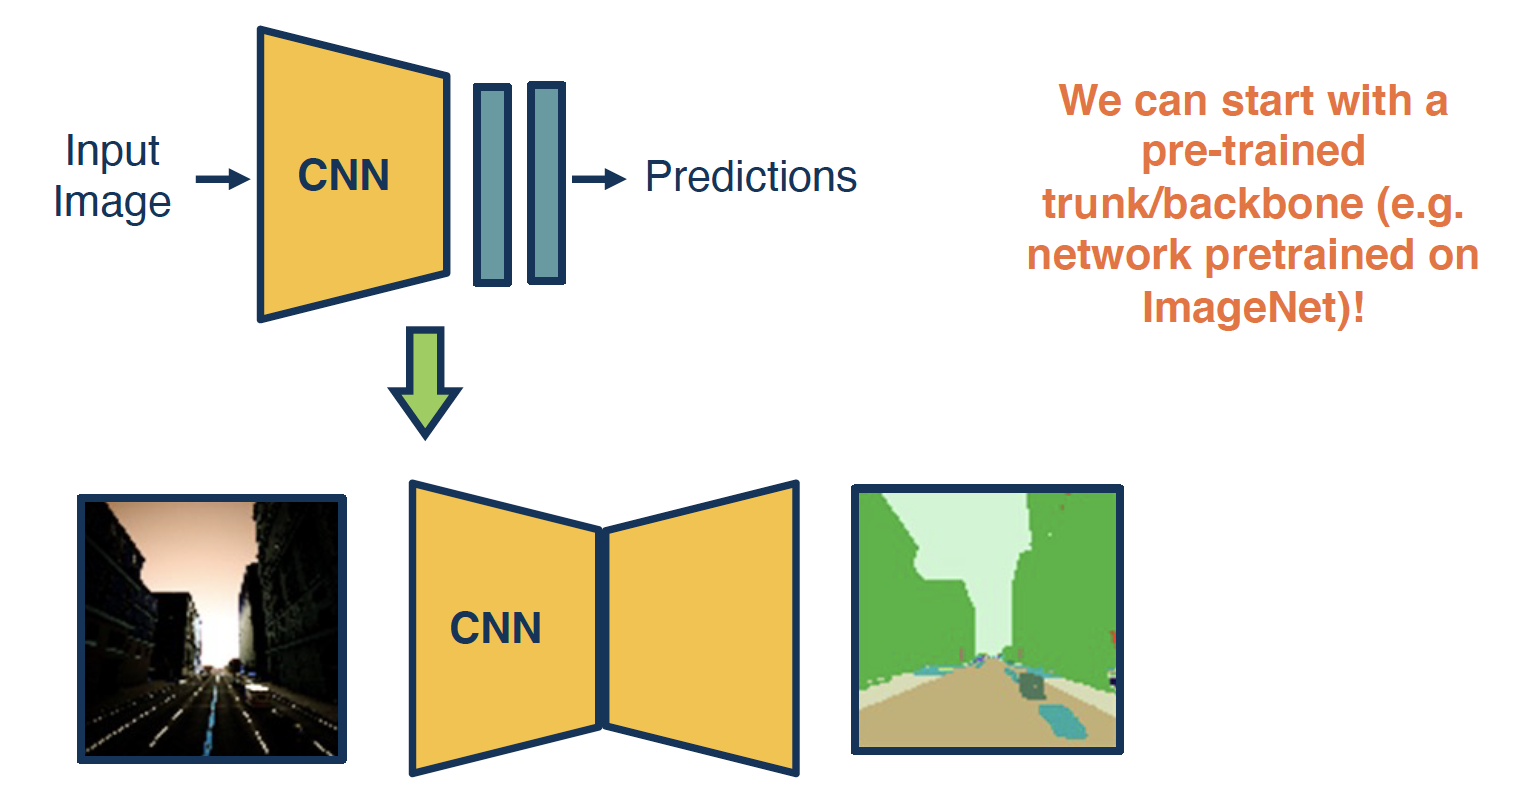 Input
Image
CNN
Predictions
We can start with a
pre-trained
trunk/backbone (e.g.
network pretrained on
ImageNet)!
CNN